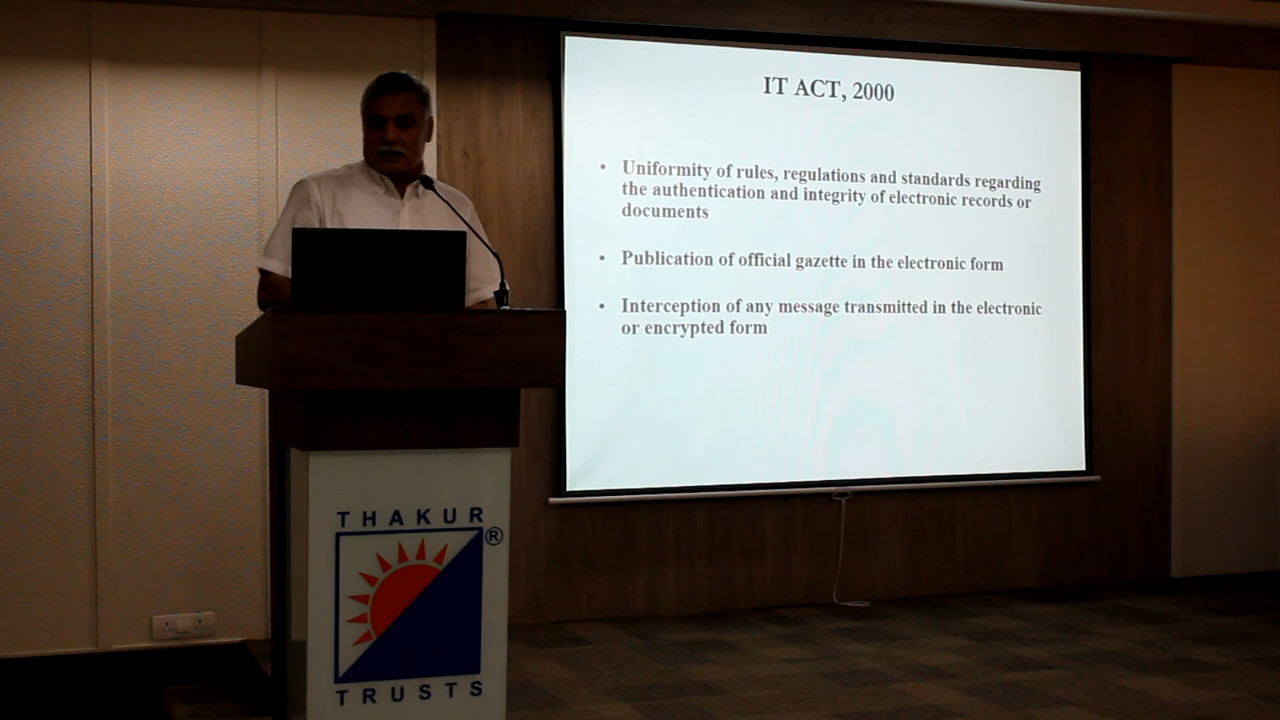 IT ACT, 2000
• Uniformity of rules, regulations and standards regarding
the authentication and integrity of electronic records or
documents
• Publication of official gazette in the electronic form
• Interception of any message transmitted in the electronic
or encrypted form
THAKUR
®
TRUSTS